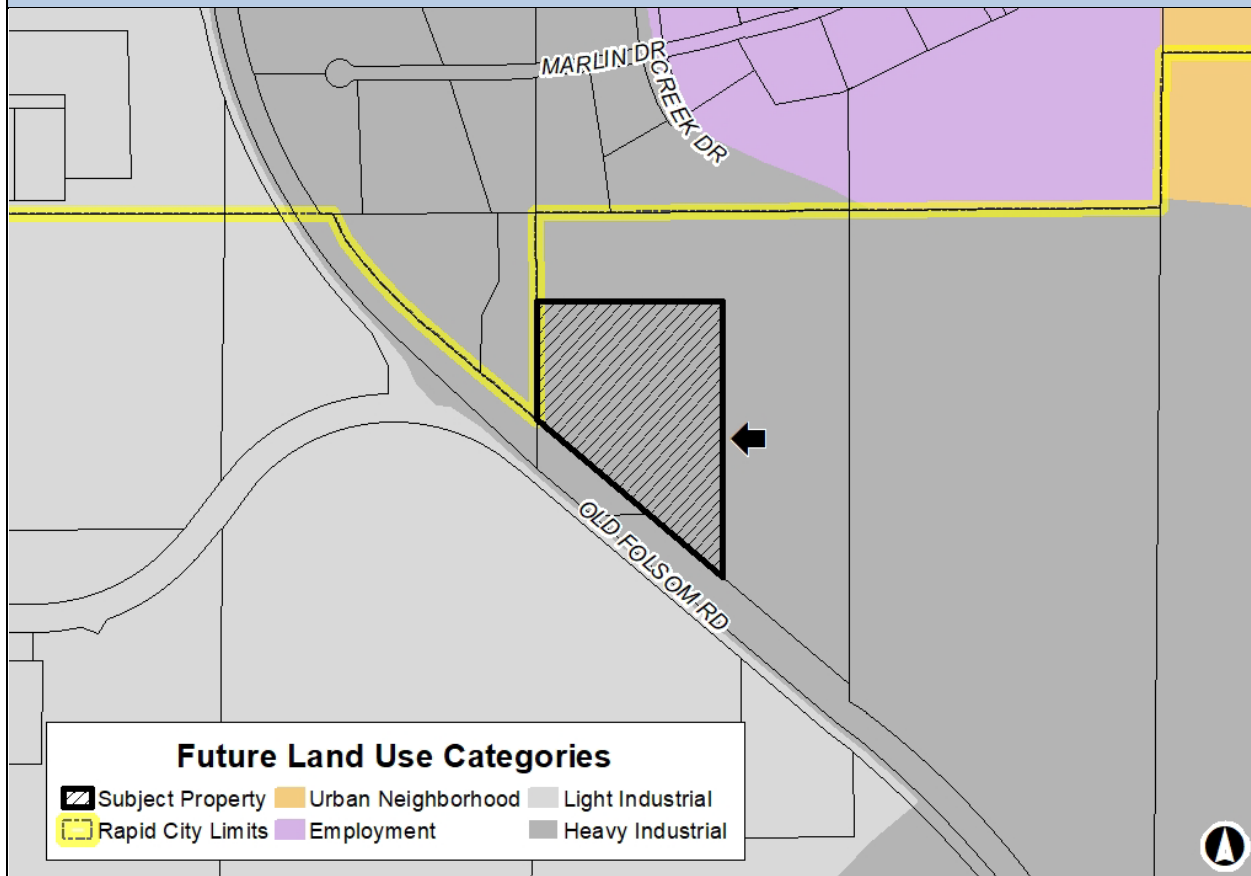 MARLIN DR
CREEK DR
OLD FOLSOM RD
Future Land Use Categories
Subject Property Urban Neighborhood Light Industrial
Rapid City Limits Employment Heavy Industrial